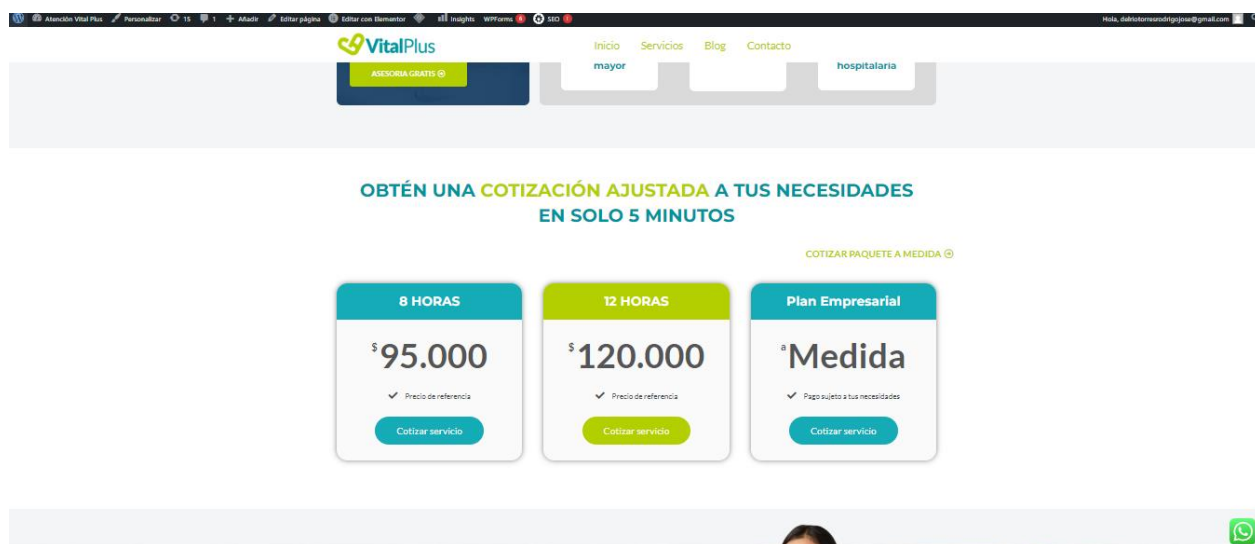 Atención Vital Plus Personalizar 15 1 Añadir Editar página Editar con Elementor Insights WPForms 6 SEO Hola, delriotorresrodrigojose@gmail.com
VitalPlus Inicio Servicios Blog Contacto
ASESORIA GRATIS mayor hospitalaria
OBTÉN UNA COTIZACIÓN AJUSTADA A TUS NECESIDADES
EN SOLO 5 MINUTOS
COTIZAR PAQUETE A MEDIDA
8 HORAS 12 HORAS Plan Empresarial
$95.000 $120.000 a Medida
Precio de referencia Precio de referencia Pago sujeto a tus necesidades
Cotizar servicio Cotizar servicio Cotizar servicio